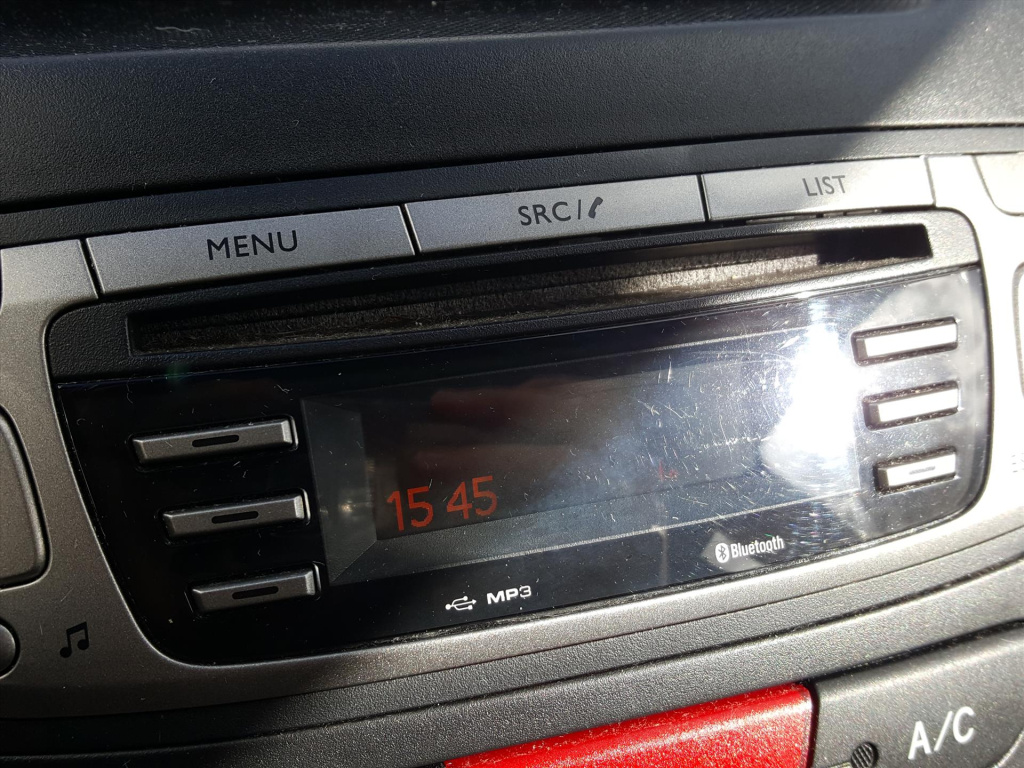 MENU
SRC/
LIST
15 45
MP3
Bluetooth
A/C